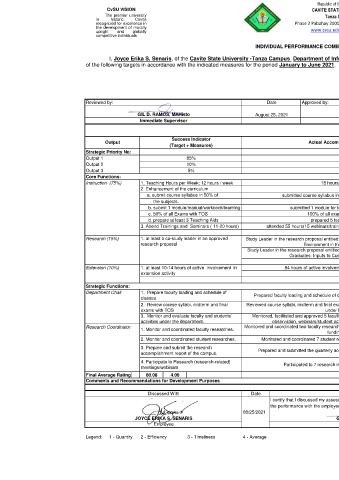 CvSU VISION
The premier university
in historic Cavite
recognized for excellence in
the development of morally
upright and globally
competitive individuals
Republic of
CAVITE STAT
Tanza
Phase 2 Pabahay 2000
www.cvsu.edu
INDIVIDUAL PERFORMANCE COMM
I, Joyce Erika S. Senaris, of the Cavite State University -Tanza Campus, Department of Inf
of the following targets in accordance with the indicated measures for the period January to June 2021.
Reviewed by: Date Approved by:
GIL D. RAMOS, MAMath August 25, 2021
Immediate Supervisor
Output Success Indicator (Target + Measures) Actual Accom
Strategic Priority No:
Output 1 85%
Output 2 10%
Output 3 5%
Core Functions:
Instruction (75%) 1. Teaching Hours per Week: 12 hours / week 18 hours
2. Enhancement of the curriculum
a. submit course syllabus in 50% of the subjects. submitted course syllabus in
b. submit 1 module/manual/workbook/learning submitted 1 module for
c. 50% of all Exams with TOS 100% of all exam
d. prepare at least 3 Teaching Aids prepared 5 te
3. Attend Trainings and Seminars ( 11-20 hours) attended 55 hours/15 webinars/train
Research (15%) 1. at least 5 co-study leader in an approved research proposal Study Leader in the research proposal entitled
Environment in
Study Leader in the research proposal entitled
Graduates: Inputs to Cur
Extension (10%) 1. at least 10-14 hours of active involvement in extension activity 84 hours of active involvem
Strategic Functions:
Department Chair 1. Prepare faculty loading and schedule of classes Prepared faculty loading and schedule of c
2. Review course syllabi, midterm and final exams with TOS Reviewed course syllabi, midterm and final ex
under
3. Monitor and evaluate faculty and students' activities under the department. Monitored, facilitated and approved 5 facult
observation, webinars/student ac
Research Coordinator 1. Monitor and coordinated faculty researches. Monitored and coordinated two faculty research
fundin
2. Monitor and coordinated student researches. Monitored and coordinated 7 student re
3. Prepare and submit the research accomplishment report of the campus. Prepared and submitted the quarterly ac
4. Participate to Research (research-related) meetings/webinars Participated to 7 research m
Final Average Rating 80.00 4.00
Comments and Recommendations for Development Purposes
Discussed With Date
I certify that I discussed my assess
the performance with the employe
08/25/2021
JOYCE ERIKA S. SENARIS
Employee
Legend: 1 - Quantity 2 - Efficiency 3 - Timeliness 4 - Average